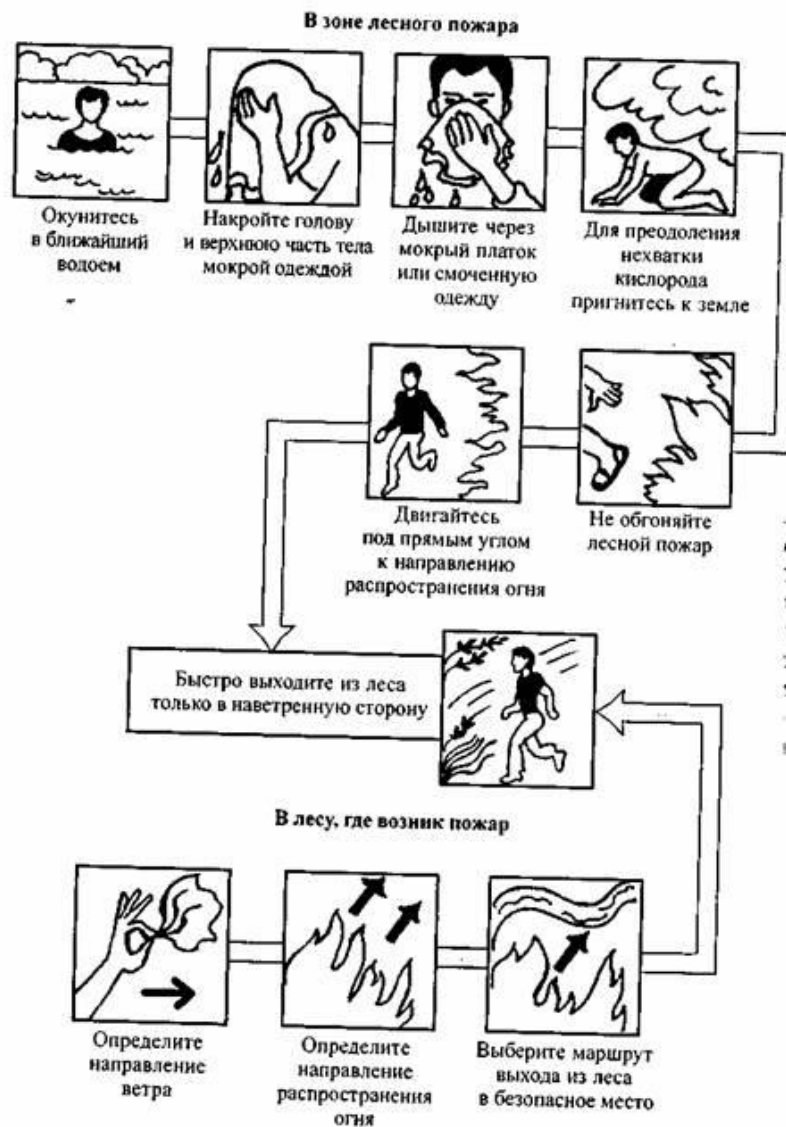 В зоне лесного пожара
Окунитесь
в ближайший
водоем
Накройте голову
и верхнюю часть тела
мокрой одеждой
Дышите через
мокрый платок
или смоченную
одежду
Для преодоления
нехватки
кислорода
пригнитесь к земле
Не обгоняйте
лесной пожар
Двигайтесь
под прямым углом
к направлению
распространения огня
Быстро выходите из леса
только в наветренную сторону
В лесу, где возник пожар
Определите
направление
ветра
Определите
направление
распространения
огня
Выберите маршрут
выхода из леса
в безопасное место